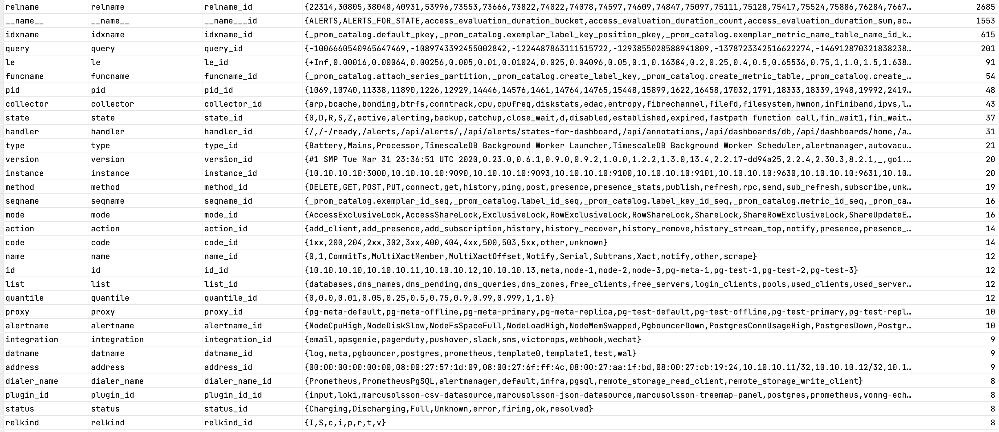 relname relname relname_id {22314,30805,38048,40931,53996,73553,73666,73822,74022,74078,74597,74609,74847,75097,75111,75128,75417,75524,75886,76284,7667… 2685
__name__ __name__ __name___id {ALERTS,ALERTS_FOR_STATE,access_evaluation_duration_bucket,access_evaluation_duration_count,access_evaluation_duration_sum,ac… 1553
idxname idxname idxname_id {_prom_catalog.default_pkey,_prom_catalog.exemplar_label_key_position_pkey,_prom_catalog.exemplar_metric_name_table_name_id_k… 615
query query query_id {-1006660540965647469,-1089743392455002842,-1224487863111515722,-1293855028588941809,-1378723342516622274,-146912870321838238… 201
le le le_id {+Inf,0.00016,0.00064,0.00256,0.005,0.01,0.01024,0.025,0.04096,0.05,0.1,0.16384,0.2,0.25,0.4,0.5,0.65536,0.75,1,1.0,1.5,1.638… 91
funcname funcname funcname_id {_prom_catalog.attach_series_partition,_prom_catalog.create_label_key,_prom_catalog.create_metric_table,_prom_catalog.create_… 54
pid pid pid_id {1069,10740,11338,11890,1226,12929,14446,14576,1461,14764,14765,15448,15899,1622,16458,17032,1791,18333,18339,1948,19992,2419… 48
collector collector collector_id {arp,bcache,bonding,btrfs,conntrack,cpu,cpufreq,diskstats,edac,entropy,fibrechannel,filefd,filesystem,hwmon,infiniband,ipvs,l… 43
state state state_id {0,D,R,S,Z,active,alerting,backup,catchup,close_wait,d,disabled,established,expired,fastpath function call,fin_wait1,fin_wait… 37
handler handler handler_id {/,/-/ready,/alerts,/api/alerts/,/api/alerts/states-for-dashboard,/api/annotations,/api/dashboards/db,/api/dashboards/home,/a… 31
type type type_id {Battery,Mains,Processor,TimescaleDB Background Worker Launcher,TimescaleDB Background Worker Scheduler,alertmanager,autovacu… 21
version version version_id {#1 SMP Tue Mar 31 23:36:51 UTC 2020,0.23.0,0.6.1,0.9.0,0.9.2,1.0.0,1.2.2,1.3.0,13.4,2.2.17-dd94a25,2.2.4,2.30.3,8.2.1,_,go1.… 20
instance instance instance_id {10.10.10.10:3000,10.10.10.10:9090,10.10.10.10:9093,10.10.10.10:9100,10.10.10.10:9101,10.10.10.10:9630,10.10.10.10:9631,10.10… 20
method method method_id {DELETE,GET,POST,PUT,connect,get,history,ping,post,presence,presence_stats,publish,refresh,rpc,send,sub_refresh,subscribe,unk… 19
seqname seqname seqname_id {_prom_catalog.exemplar_id_seq,_prom_catalog.label_id_seq,_prom_catalog.label_key_id_seq,_prom_catalog.metric_id_seq,_prom_ca… 16
mode mode mode_id {AccessExclusiveLock,AccessShareLock,ExclusiveLock,RowExclusiveLock,RowShareLock,ShareLock,ShareRowExclusiveLock,ShareUpdateE… 16
action action action_id {add_client,add_presence,add_subscription,history,history_recover,history_remove,history_stream_top,notify,presence,presence_… 14
code code code_id {1xx,200,204,2xx,302,3xx,400,404,4xx,500,503,5xx,other,unknown} 14
name name name_id {0,1,CommitTs,MultiXactMember,MultiXactOffset,Notify,Serial,Subtrans,Xact,notify,other,scrape} 12
id id id_id {10.10.10.10,10.10.10.11,10.10.10.12,10.10.10.13,meta,node-1,node-2,node-3,pg-meta-1,pg-test-1,pg-test-2,pg-test-3} 12
list list list_id {databases,dns_names,dns_pending,dns_queries,dns_zones,free_clients,free_servers,login_clients,pools,used_clients,used_server… 12
quantile quantile quantile_id {0,0.0,0.01,0.05,0.25,0.5,0.75,0.9,0.99,0.999,1,1.0} 12
proxy proxy proxy_id {pg-meta-default,pg-meta-offline,pg-meta-primary,pg-meta-replica,pg-test-default,pg-test-offline,pg-test-primary,pg-test-repl… 10
alertname alertname alertname_id {NodeCpuHigh,NodeDiskSlow,NodeFsSpaceFull,NodeLoadHigh,NodeMemSwapped,PgbouncerDown,PostgresConnUsageHigh,PostgresDown,Postgr… 10
integration integration integration_id {email,opsgenie,pagerduty,pushover,slack,sns,victorops,webhook,wechat} 9
datname datname datname_id {log,meta,pgbouncer,postgres,prometheus,template0,template1,test,wal} 9
address address address_id {00:00:00:00:00:00,08:00:27:57:1d:09,08:00:27:6f:ff:4c,08:00:27:aa:1f:bd,08:00:27:cb:19:24,10.10.10.11/32,10.10.10.12/32,10.1… 9
dialer_name dialer_name dialer_name_id {Prometheus,PrometheusPgSQL,alertmanager,default,infra,pgsql,remote_storage_read_client,remote_storage_write_client} 8
plugin_id plugin_id plugin_id_id {input,loki,marcusolsson-csv-datasource,marcusolsson-json-datasource,marcusolsson-treemap-panel,postgres,prometheus,vonng-ech… 8
status status status_id {Charging,Discharging,Full,Unknown,error,firing,ok,resolved} 8
relkind relkind relkind_id {I,S,c,i,p,r,t,v} 8